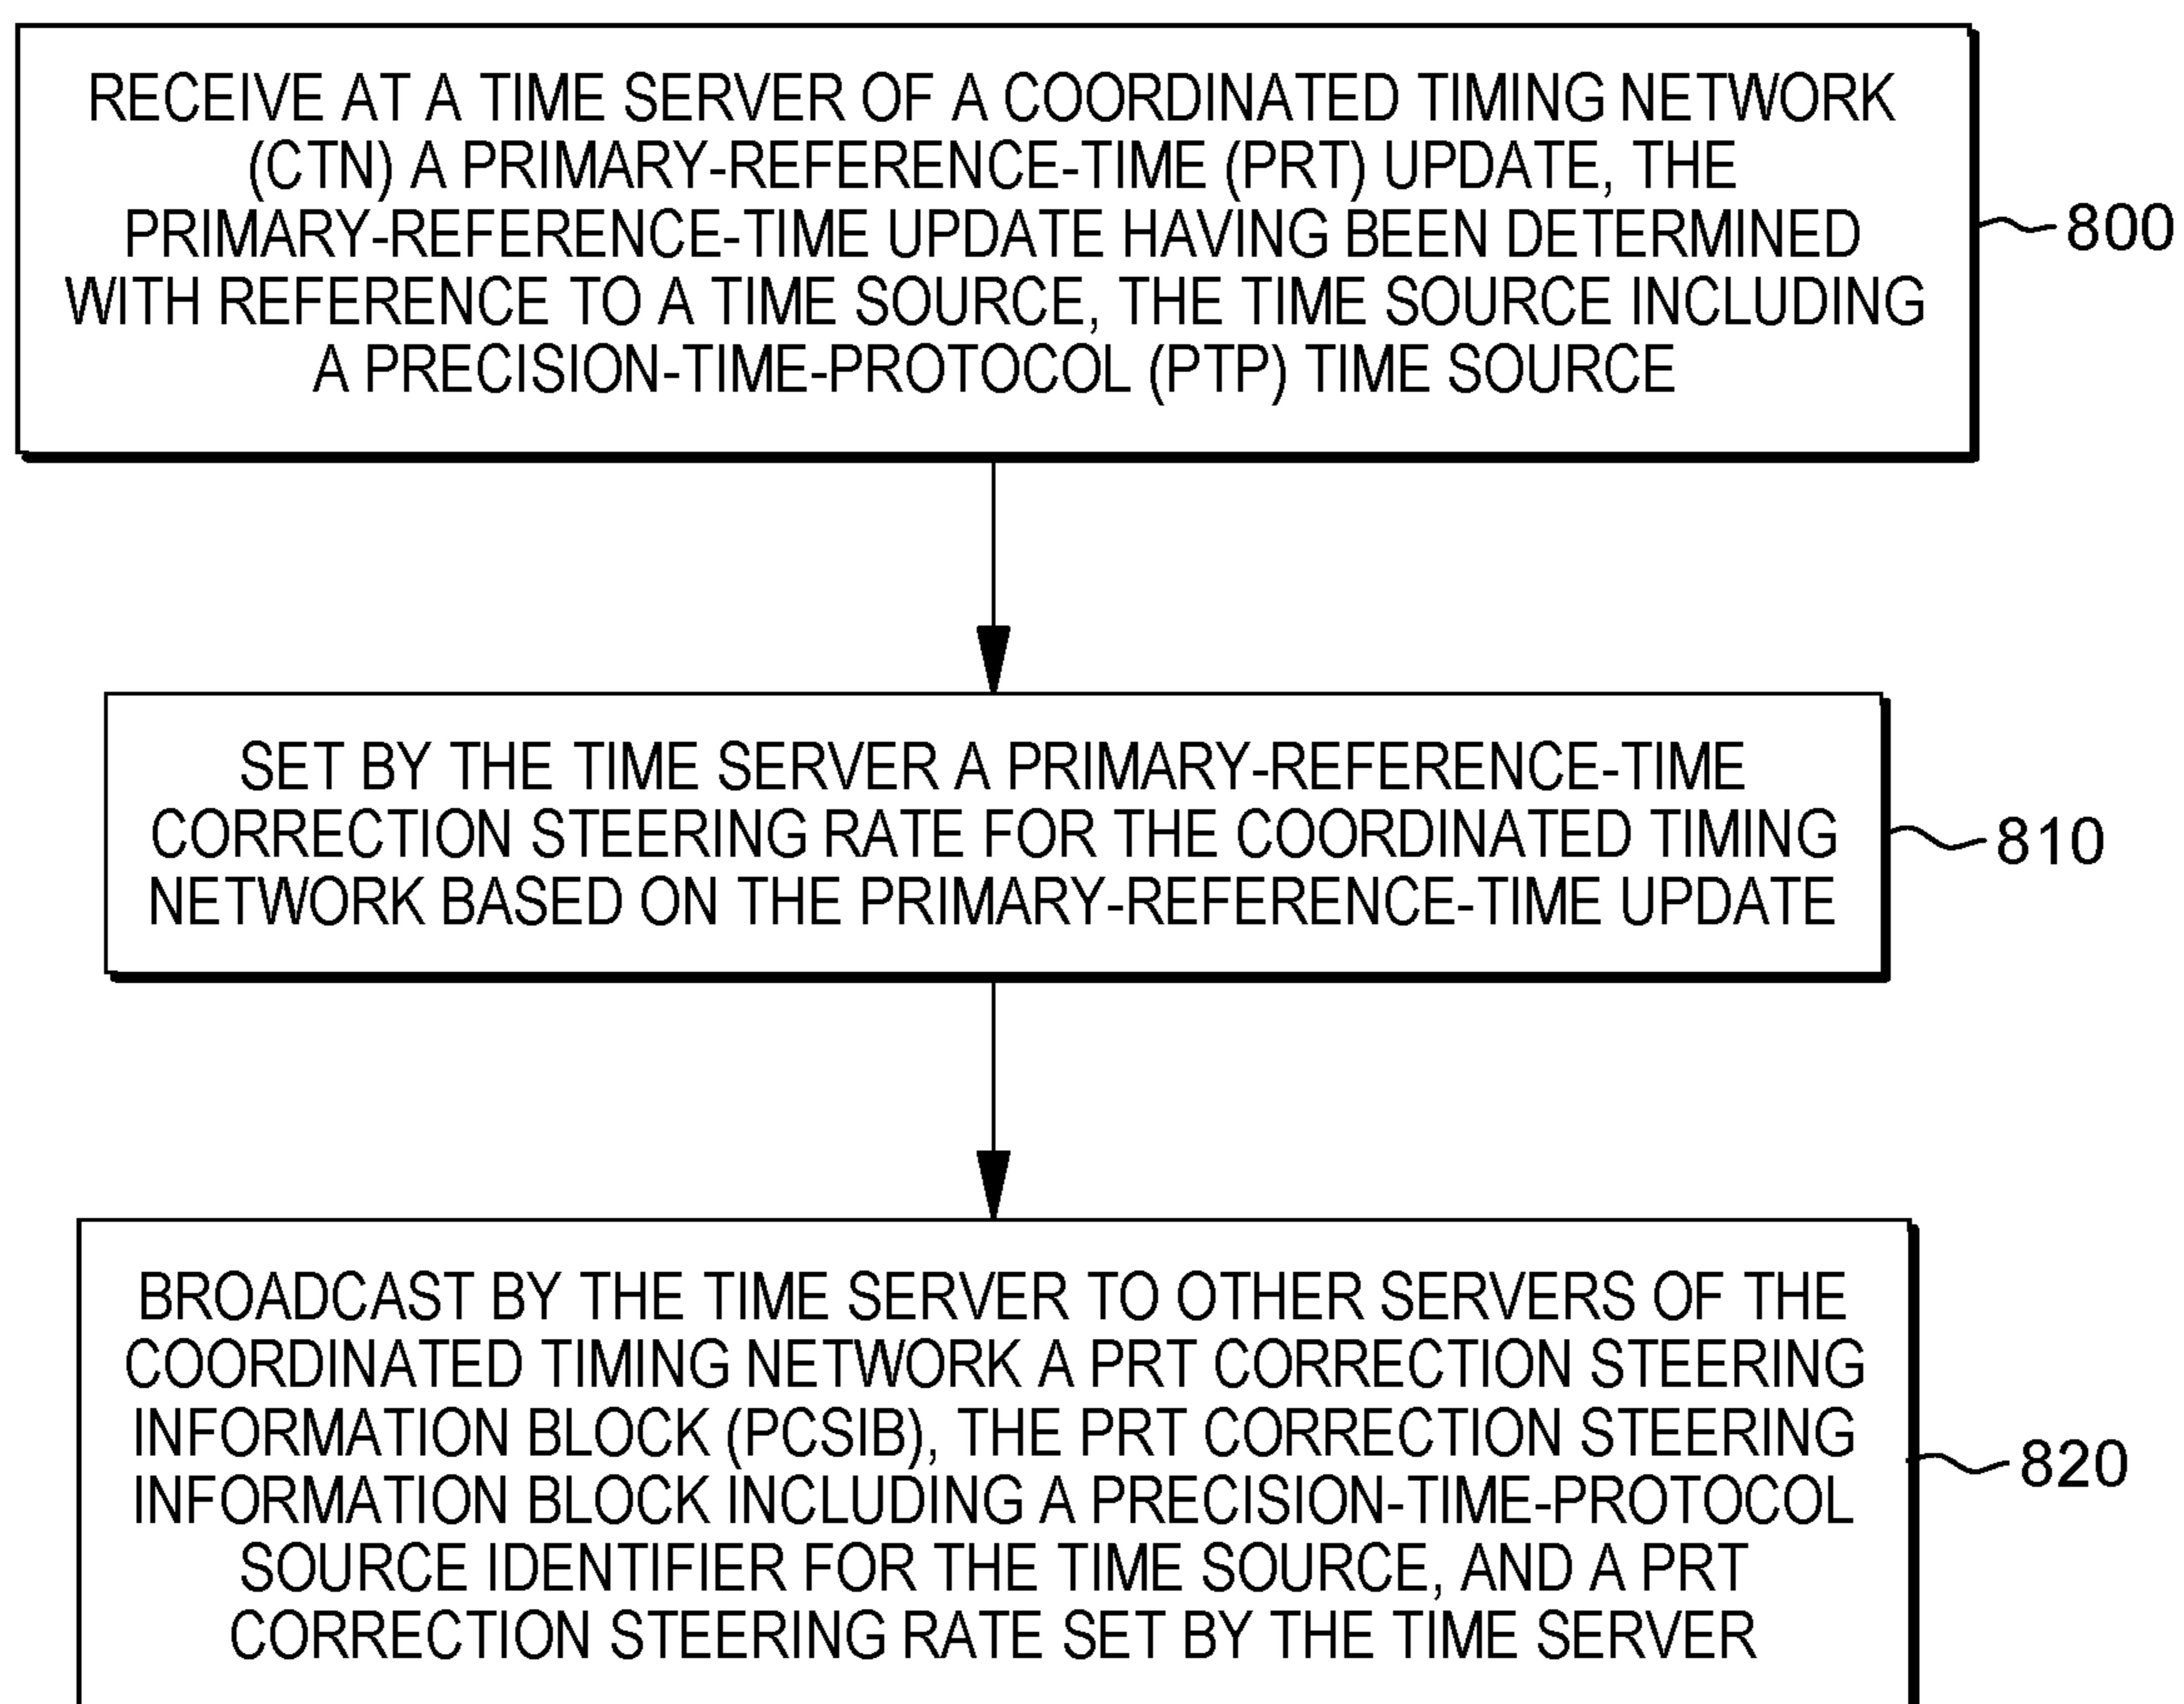 RECEIVE AT A TIME SERVER OF A COORDINATED TIMING NETWORK
(CTN) A PRIMARY-REFERENCE-TIME (PRT) UPDATE, THE
PRIMARY-REFERENCE-TIME UPDATE HAVING BEEN DETERMINED
WITH REFERENCE TO A TIME SOURCE, THE TIME SOURCE INCLUDING
A PRECISION-TIME-PROTOCOL (PTP) TIME SOURCE
800
SET BY THE TIME SERVER A PRIMARY-REFERENCE-TIME
CORRECTION STEERING RATE FOR THE COORDINATED TIMING
NETWORK BASED ON THE PRIMARY-REFERENCE-TIME UPDATE
810
BROADCAST BY THE TIME SERVER TO OTHER SERVERS OF THE
COORDINATED TIMING NETWORK A PRT CORRECTION STEERING
INFORMATION BLOCK (PCSIB), THE PRT CORRECTION STEERING
INFORMATION BLOCK INCLUDING A PRECISION-TIME-PROTOCOL
SOURCE IDENTIFIER FOR THE TIME SOURCE, AND A PRT
CORRECTION STEERING RATE SET BY THE TIME SERVER
820